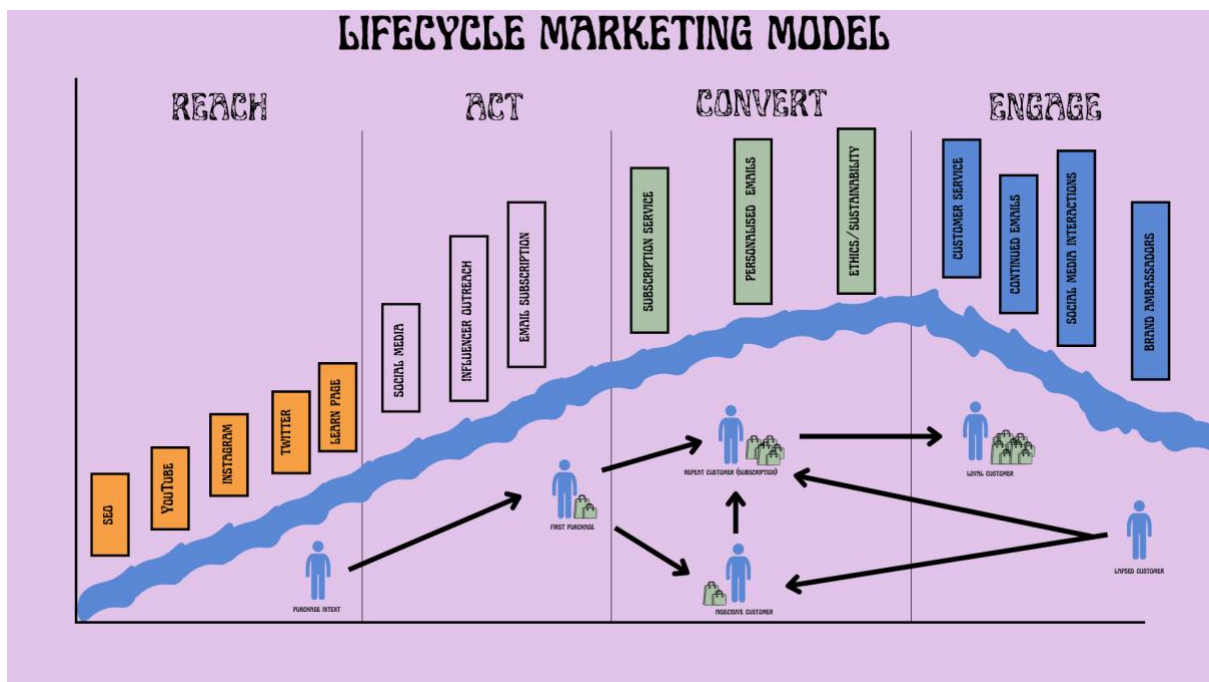 LIFECYCLE MARKETING MODEL
REACH
ACT
CONVERT
ENGAGE
SEO
YOUTUBE
INSTAGRAM
TWITTER
LEARN PAGE
SOCIAL MEDIA
INFLUENCER OUTREACH
EMAIL SUBSCRIPTION
SUBSCRIPTION SERVICE
PERSONALISED EMAILS
ETHICS/SUSTAINABILITY
CUSTOMER SERVICE
CONTINUED EMAILS
SOCIAL MEDIA INTERACTIONS
BRAND AMBASSADORS
PURCHASE INTENT
FIRST PURCHASE
REPEAT CUSTOMER (SUBSCRIPTION)
INDECISIVE CUSTOMER
LOYAL CUSTOMER
LAPSED CUSTOMER